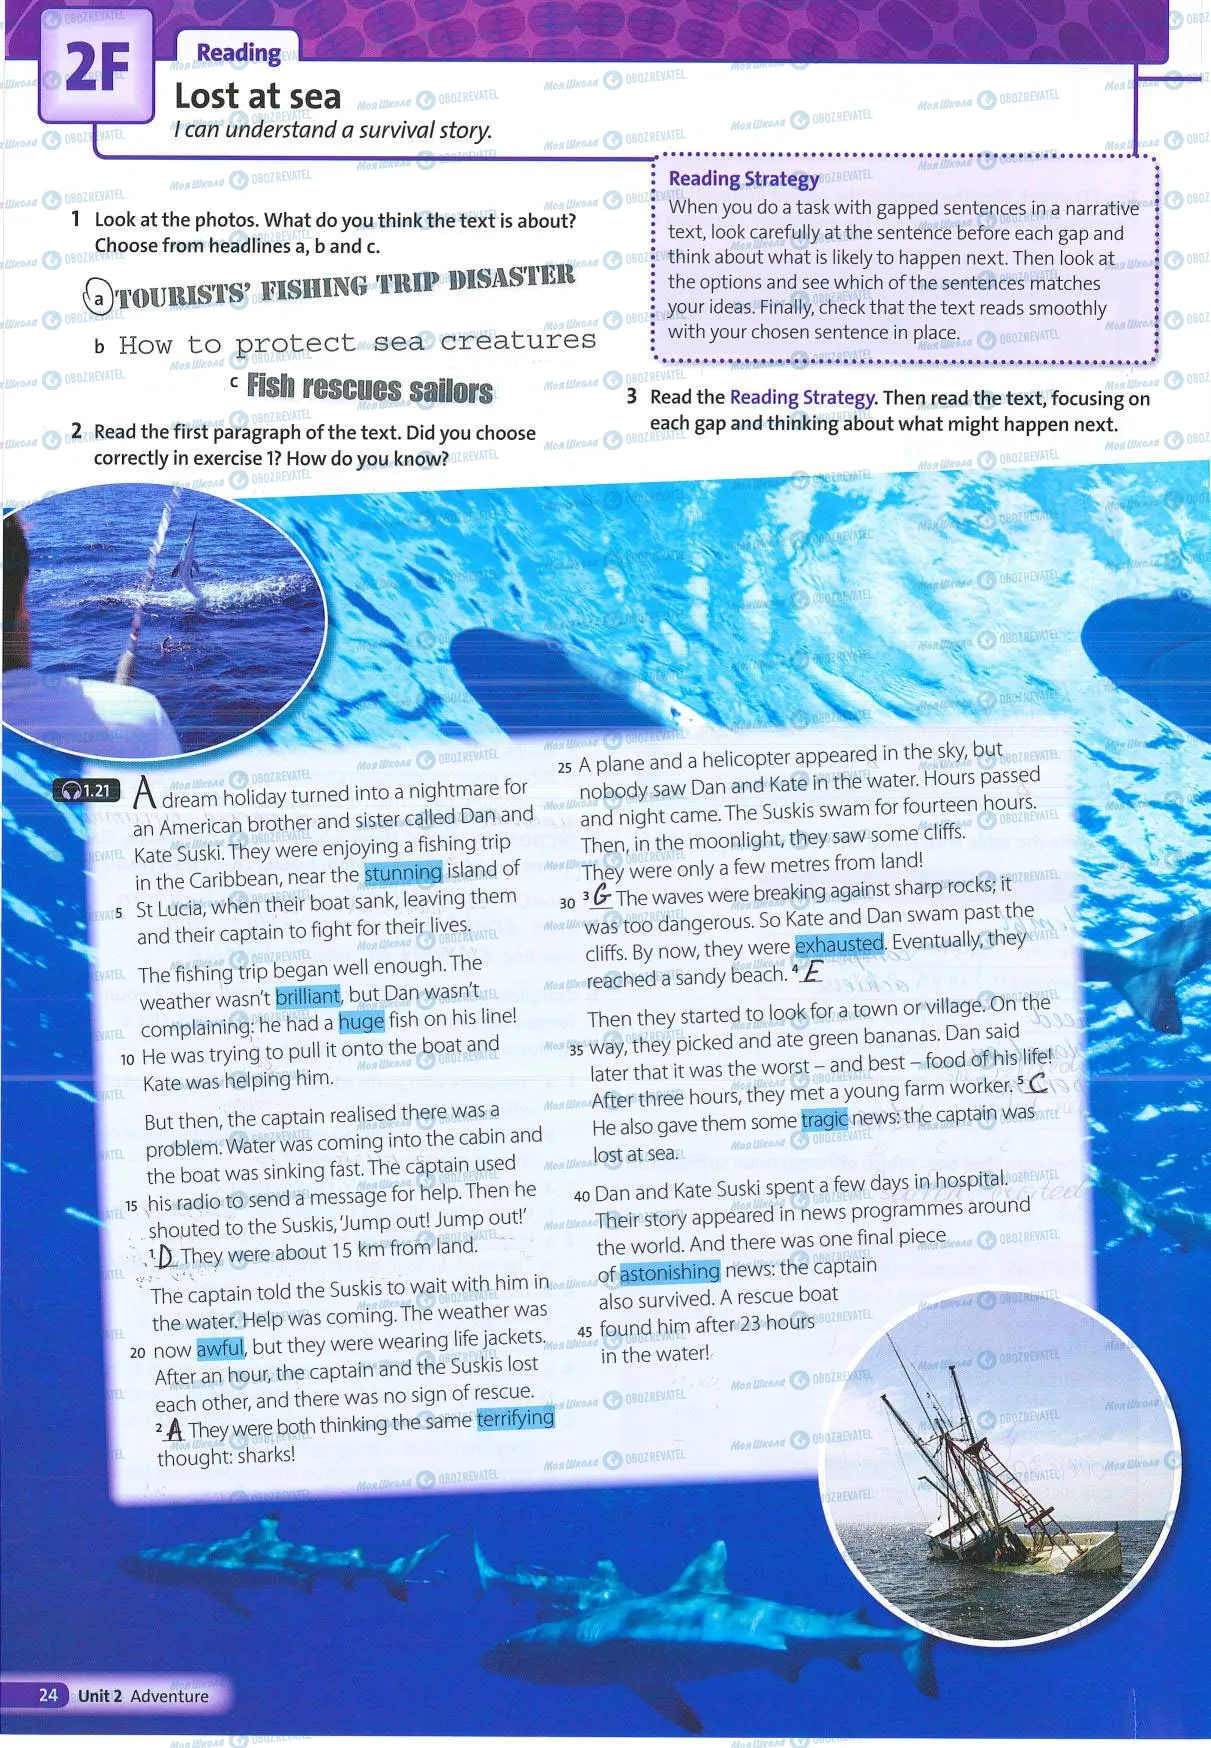 2F
Reading
Lost at sea
I can understand a survival story.
1 Look at the photos. What do you think the text is about?
Choose from headlines a, b and c.
a TOURISTS' FISHING TRIP DISASTER
b How to protect sea creatures
c Fish rescues sailors
2 Read the first paragraph of the text. Did you choose
correctly in exercise 1? How do you know?
Reading Strategy
When you do a task with gapped sentences in a narrative
text, look carefully at the sentence before each gap and
think about what is likely to happen next. Then look at
the options and see which of the sentences matches
your ideas. Finally, check that the text reads smoothly
with your chosen sentence in place.
3 Read the Reading Strategy. Then read the text, focusing on
each gap and thinking about what might happen next.
1.21
A dream holiday turned into a nightmare for
an American brother and sister called Dan and
Kate Suski. They were enjoying a fishing trip
in the Caribbean, near the stunning island of
5 St Lucia, when their boat sank, leaving them
and their captain to fight for their lives.
The fishing trip began well enough. The
weather wasn't brilliant, but Dan wasn't
complaining: he had a huge fish on his line!
10 He was trying to pull it onto the boat and
Kate was helping him.
But then, the captain realised there was a
problem. Water was coming into the cabin and
the boat was sinking fast. The captain used
15 his radio to send a message for help. Then he
shouted to the Suskis, 'Jump out! Jump out!'
1 D They were about 15 km from land.
The captain told the Suskis to wait with him in
the water. Help was coming. The weather was
20 now awful, but they were wearing life jackets.
After an hour, the captain and the Suskis lost
each other, and there was no sign of rescue.
2 A They were both thinking the same terrifying
thought: sharks!
25 A plane and a helicopter appeared in the sky, but
nobody saw Dan and Kate in the water. Hours passed
and night came. The Suskis swam for fourteen hours.
Then, in the moonlight, they saw some cliffs.
They were only a few metres from land!
30 3 G The waves were breaking against sharp rocks; it
was too dangerous. So Kate and Dan swam past the
cliffs. By now, they were exhausted. Eventually, they
reached a sandy beach. 4 E
Then they started to look for a town or village. On the
35 way, they picked and ate green bananas. Dan said
later that it was the worst – and best – food of his life!
After three hours, they met a young farm worker. 5 C
He also gave them some tragic news: the captain was
lost at sea.
40 Dan and Kate Suski spent a few days in hospital.
Their story appeared in news programmes around
the world. And there was one final piece
of astonishing news: the captain
also survived. A rescue boat
45 found him after 23 hours
in the water!
24 Unit 2 Adventure
Моя Школа OBOZREVATEL